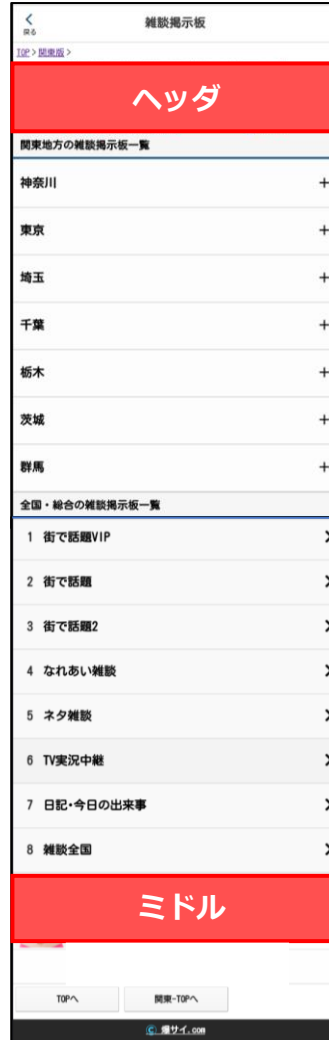 雑談掲示板
戻る
TOP > 関東版 >
ヘッダ
関東地方の雑談掲示板一覧
神奈川 +
東京 +
埼玉 +
千葉 +
栃木 +
茨城 +
群馬 +
全国・総合の雑談掲示板一覧
1 街で話題VIP
2 街で話題
3 街で話題2
4 なれあい雑談
5 ネタ雑談
6 TV実況中継
7 日記・今日の出来事
8 雑談全国
ミドル
TOPへ 関東-TOPへ
© 爆サイ.com